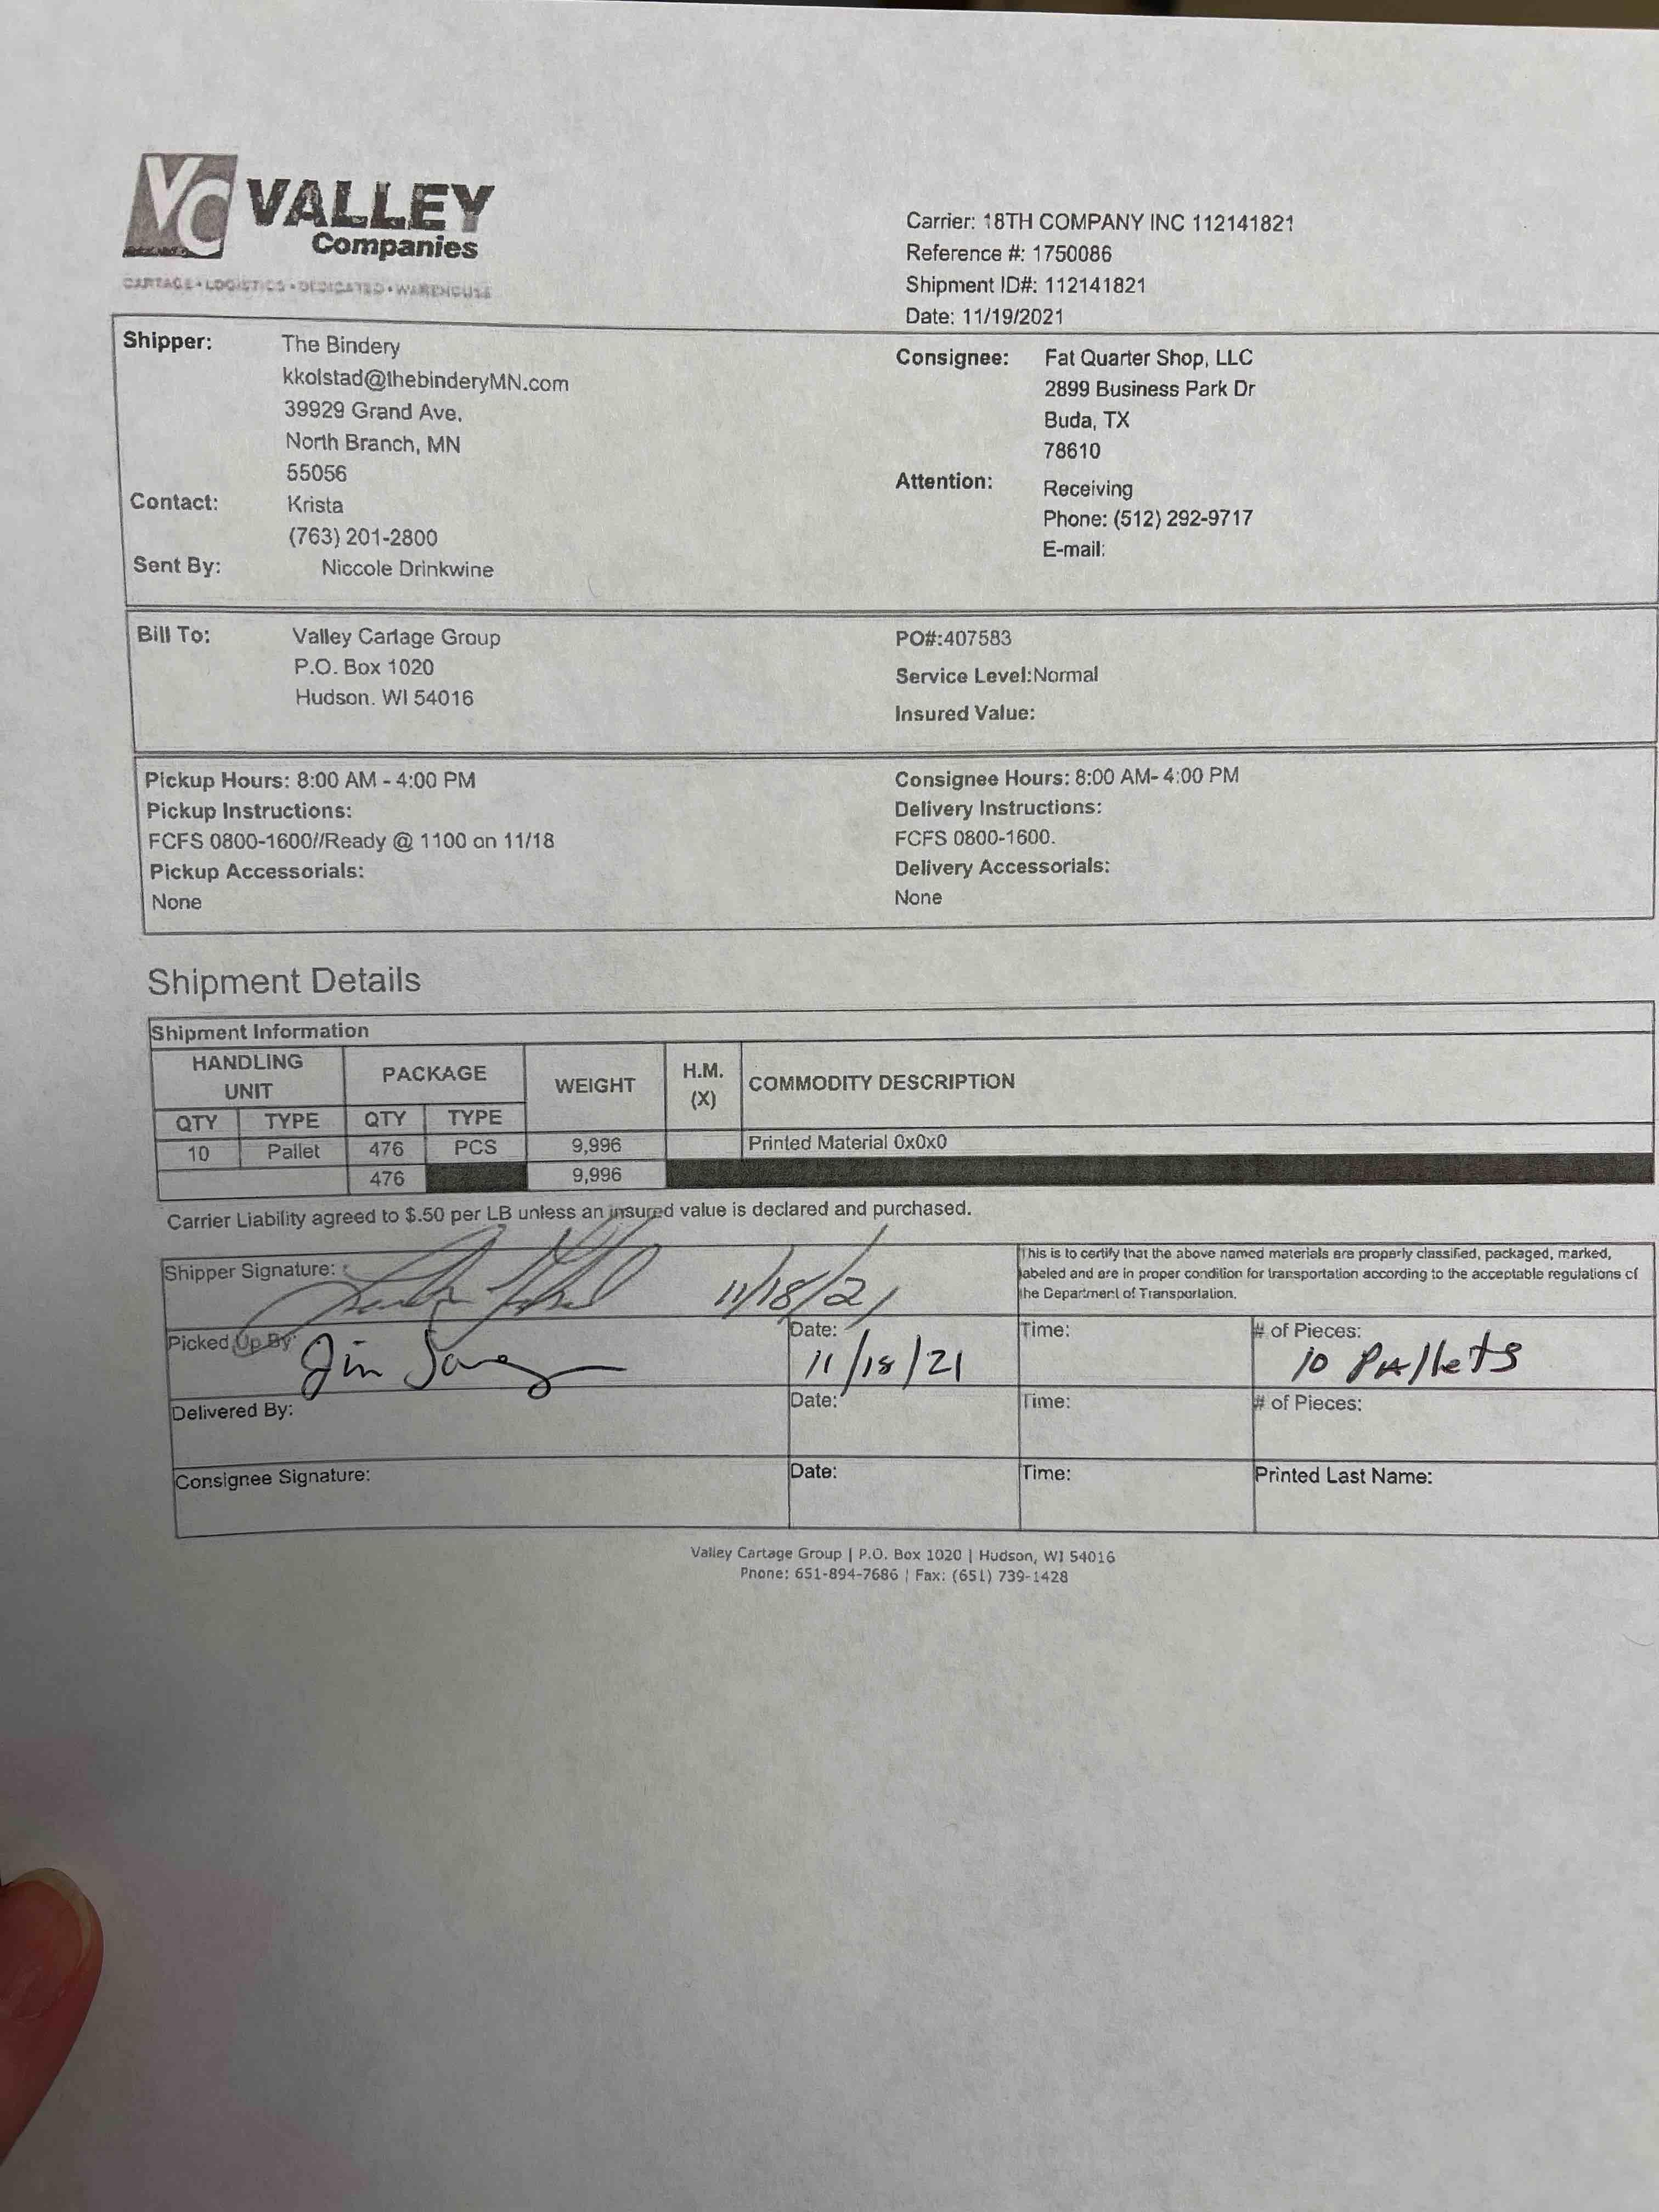 VC VALLEY
Companies
CARTAGE • LOGISTICS • DEDICATED • WAREHOUSE
Carrier: 18TH COMPANY INC 112141821
Reference #: 1750086
Shipment ID#: 112141821
Date: 11/19/2021
Shipper: The Bindery
kkolstad@thebinderyMN.com
39929 Grand Ave.
North Branch, MN
55056
Contact: Krista
(763) 201-2800
Sent By: Niccole Drinkwine
Consignee: Fat Quarter Shop, LLC
2899 Business Park Dr
Buda, TX
78610
Attention: Receiving
Phone: (512) 292-9717
E-mail:
Bill To: Valley Cartage Group
P.O. Box 1020
Hudson. WI 54016
PO#:407583
Service Level:Normal
Insured Value:
Pickup Hours: 8:00 AM - 4:00 PM
Pickup Instructions:
FCFS 0800-1600//Ready @ 1100 on 11/18
Pickup Accessorials:
None
Consignee Hours: 8:00 AM- 4:00 PM
Delivery Instructions:
FCFS 0800-1600.
Delivery Accessorials:
None
Shipment Details
Shipment Information
HANDLING UNIT PACKAGE WEIGHT H.M. (X) COMMODITY DESCRIPTION
QTY TYPE QTY TYPE
10 Pallet 476 PCS 9,996 Printed Material 0x0x0
476 9,996
Carrier Liability agreed to $.50 per LB unless an insured value is declared and purchased.
Shipper Signature: 11/18/21
This is to certify that the above named materials are properly classified, packaged, marked,
labeled and are in proper condition for transportation according to the acceptable regulations of
the Department of Transportation.
Picked Up By: Jim Date: 11/18/21 Time: # of Pieces: 10 Pallets
Delivered By: Date: Time: # of Pieces:
Consignee Signature: Date: Time: Printed Last Name:
Valley Cartage Group | P.O. Box 1020 | Hudson, WI 54016
Phone: 651-894-7686 | Fax: (651) 739-1428